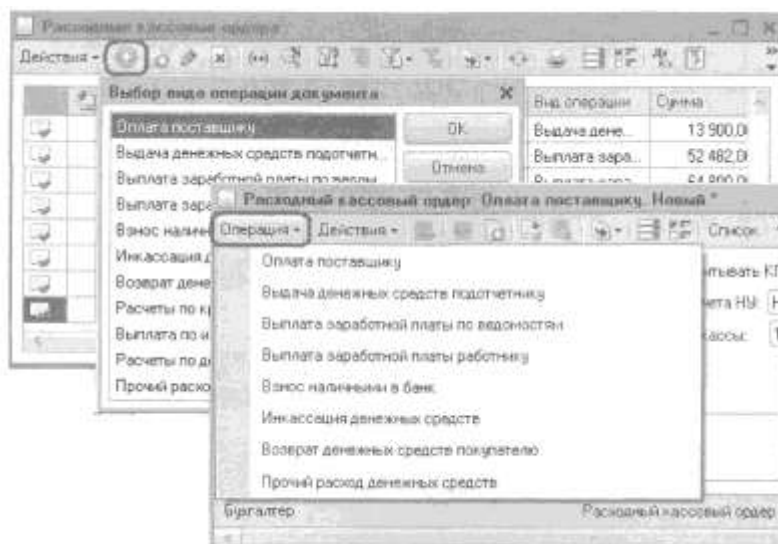 Расходные кассовые ордера
Действия
Выбор вида операции документа
Вид операции Сумма
Оплата поставщику
OK
Выдача дене... 13 900,0
Выдача денежных средств подотчетн...
Отмена
Выплата зара... 52 482,0
Выплата заработной платы по ведом
Выплата зара
Расходный кассовый ордер: Оплата поставщику. Новый *
Взнос наличн
Операция Действия Список
Инкассация д
Оплата поставщику
Возврат дене
Выдача денежных средств подотчетнику
Расчеты по кр
Выплата заработной платы по ведомостям
Выплата по и
Выплата заработной платы работнику
Расчеты по д
Взнос наличными в банк
Прочий расхо
Инкассация денежных средств
Возврат денежных средств покупателю
Прочий расход денежных средств
Бухгалтер Расходный кассовый ордер